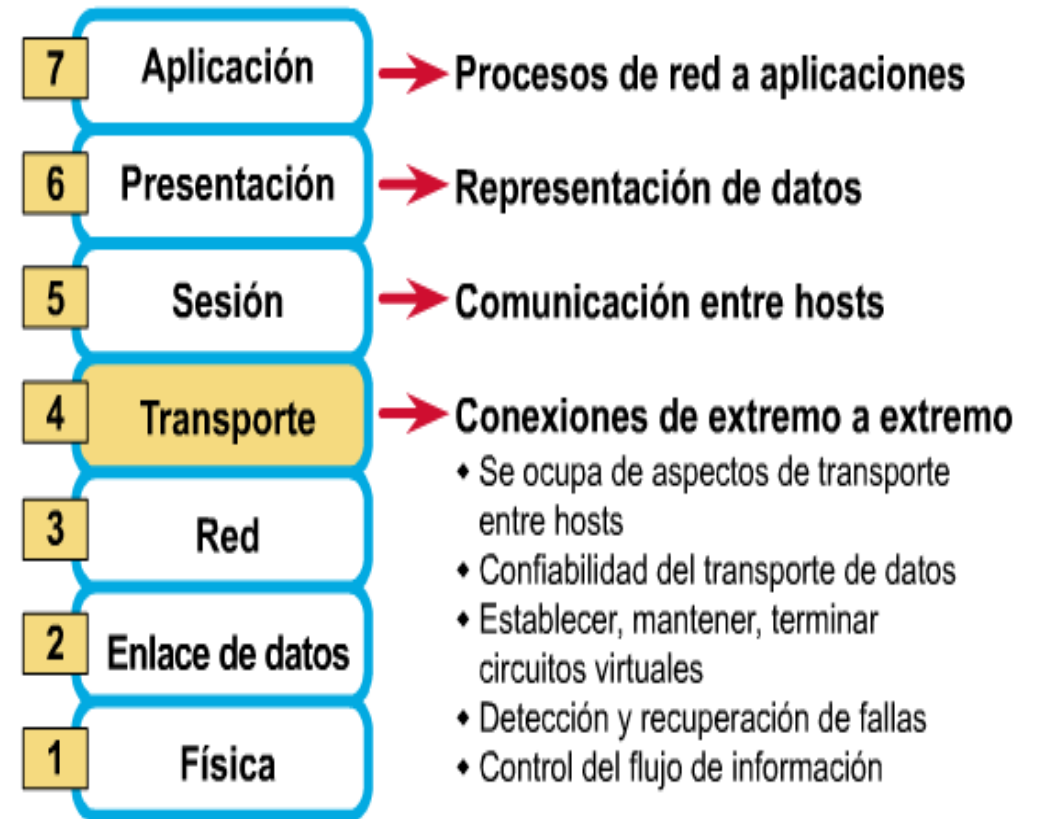 7 Aplicación Procesos de red a aplicaciones
6 Presentación Representación de datos
5 Sesión Comunicación entre hosts
4 Transporte Conexiones de extremo a extremo
• Se ocupa de aspectos de transporte
entre hosts
3 Red
• Confiabilidad del transporte de datos
• Establecer, mantener, terminar
2 Enlace de datos circuitos virtuales
• Detección y recuperación de fallas
1 Física • Control del flujo de información